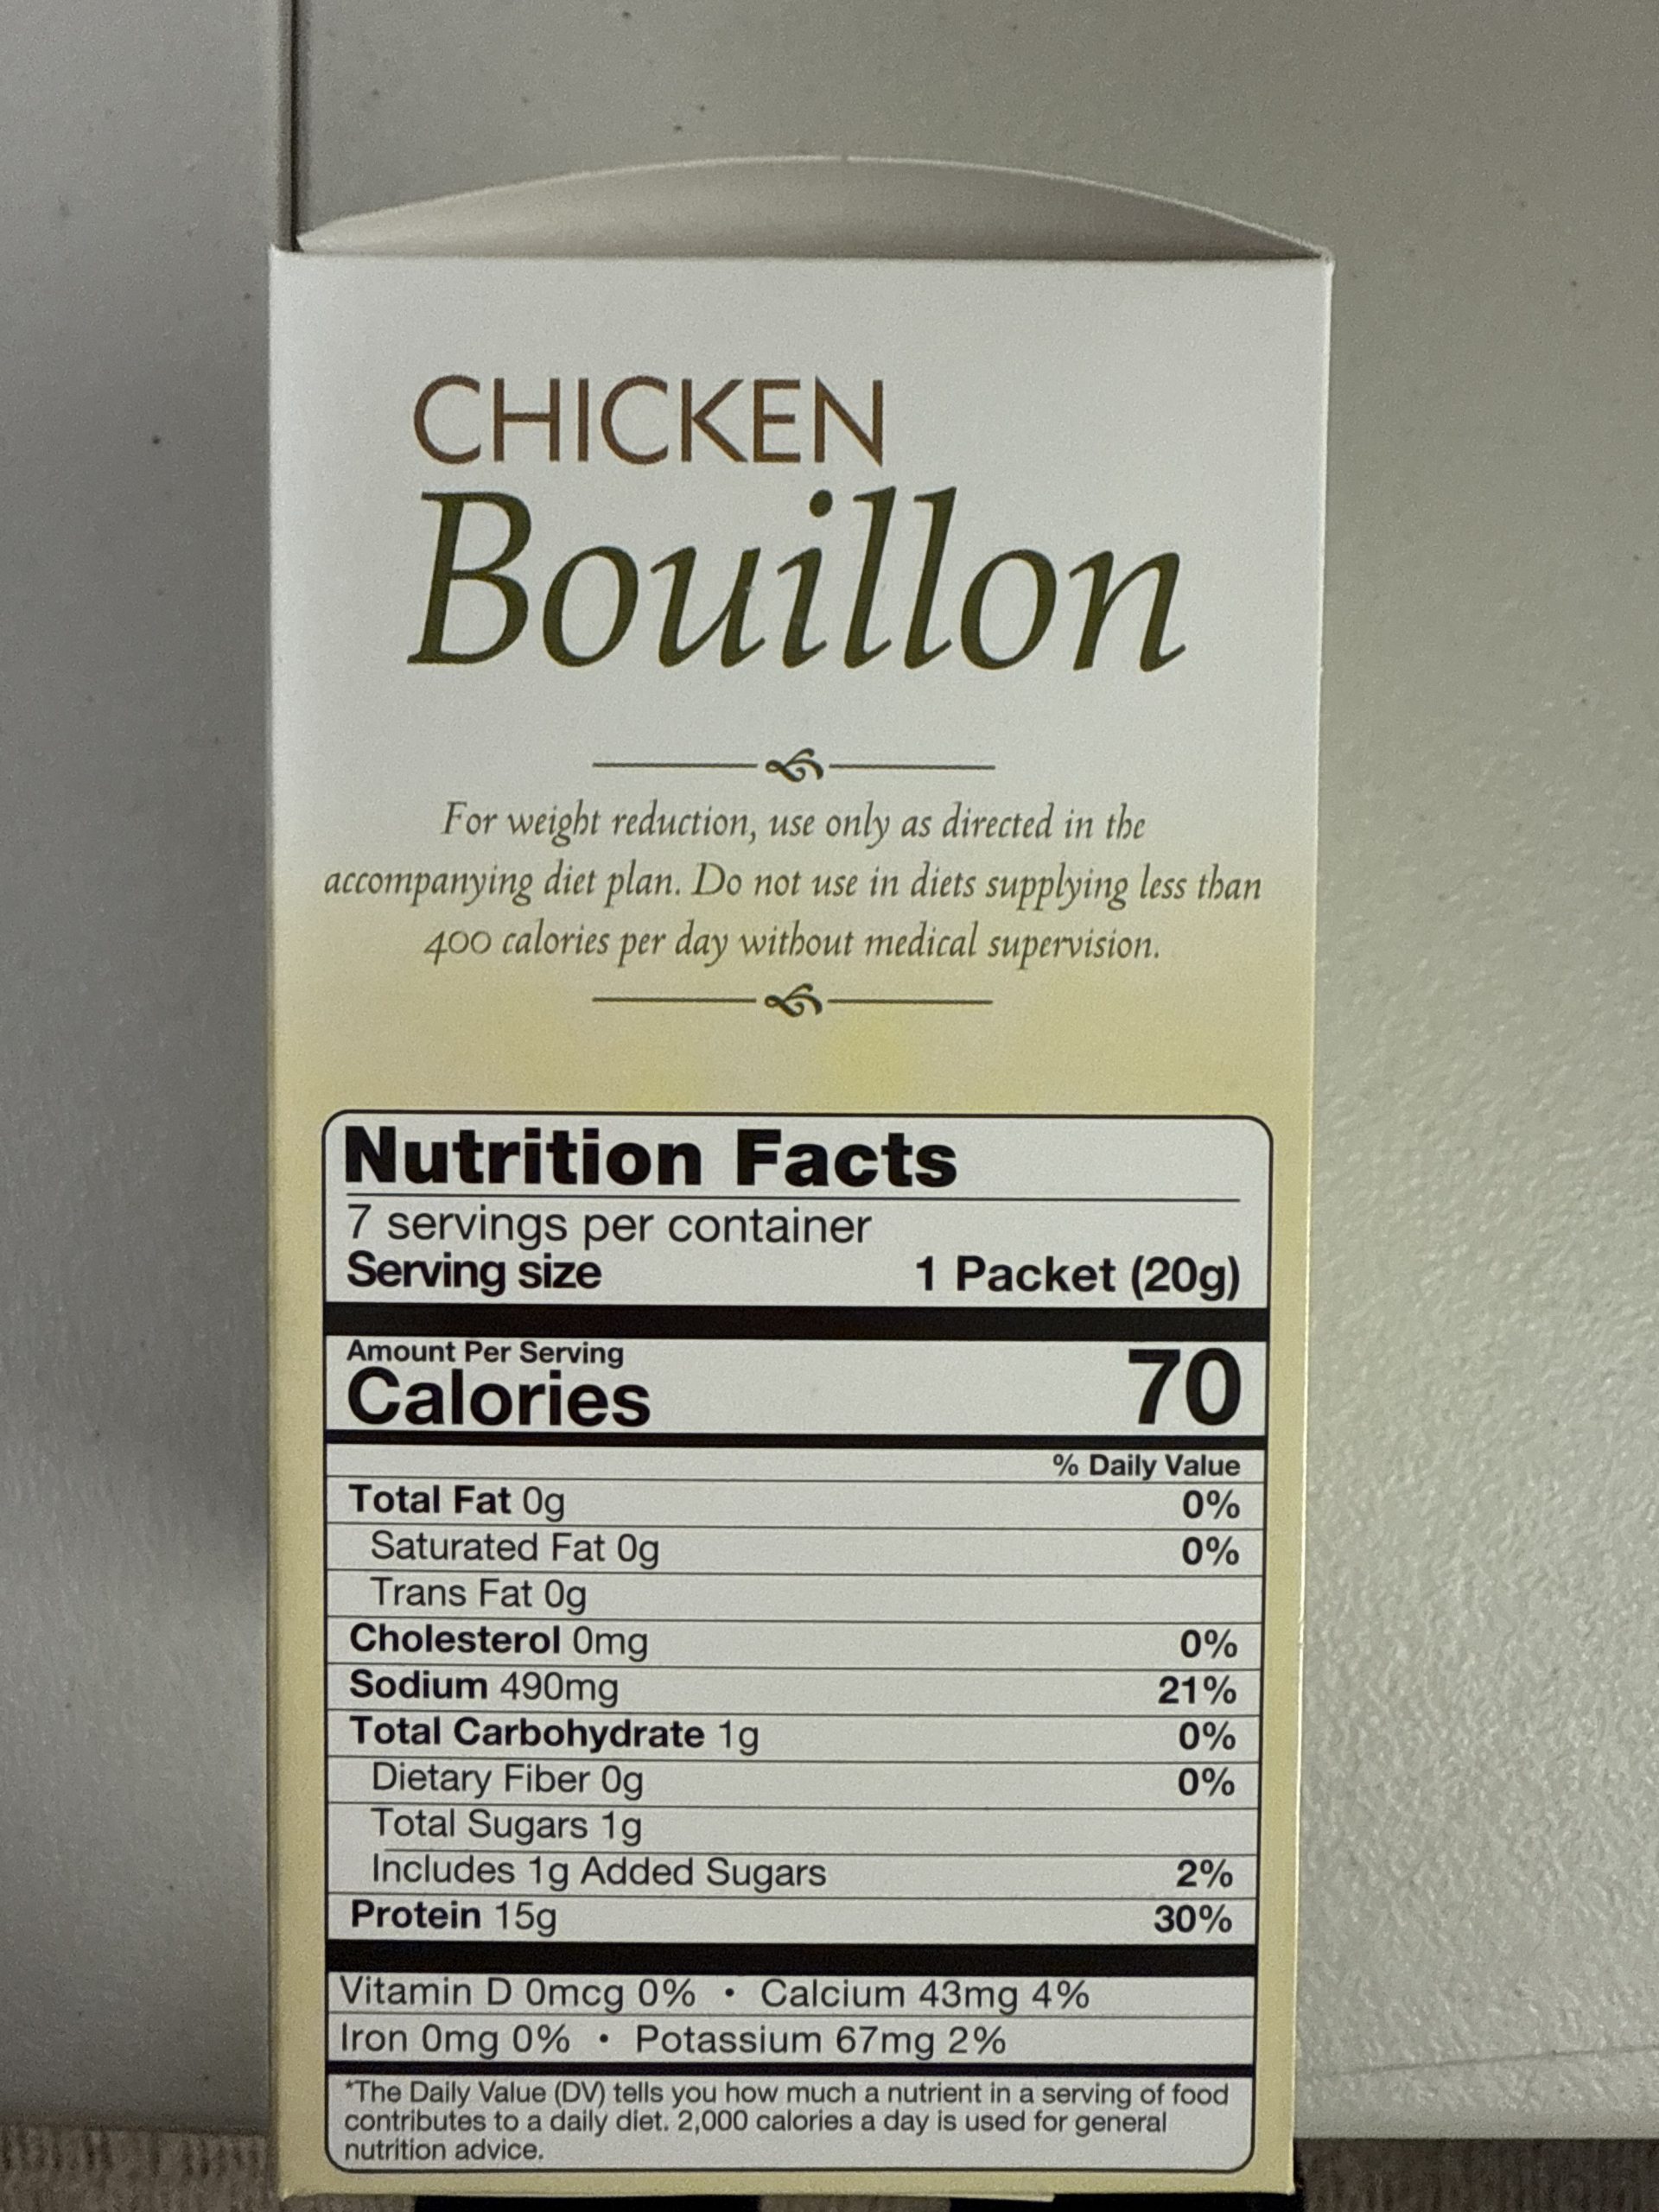 CHICKEN
Bouillon
For weight reduction, use only as directed in the
accompanying diet plan. Do not use in diets supplying less than
400 calories per day without medical supervision.
Nutrition Facts
7 servings per container
Serving size 1 Packet (20g)
Amount Per Serving
Calories 70
% Daily Value
Total Fat 0g 0%
Saturated Fat 0g 0%
Trans Fat 0g
Cholesterol 0mg 0%
Sodium 490mg 21%
Total Carbohydrate 1g 0%
Dietary Fiber 0g 0%
Total Sugars 1g
Includes 1g Added Sugars 2%
Protein 15g 30%
Vitamin D 0mcg 0% • Calcium 43mg 4%
Iron 0mg 0% • Potassium 67mg 2%
*The Daily Value (DV) tells you how much a nutrient in a serving of food
contributes to a daily diet. 2,000 calories a day is used for general
nutrition advice.